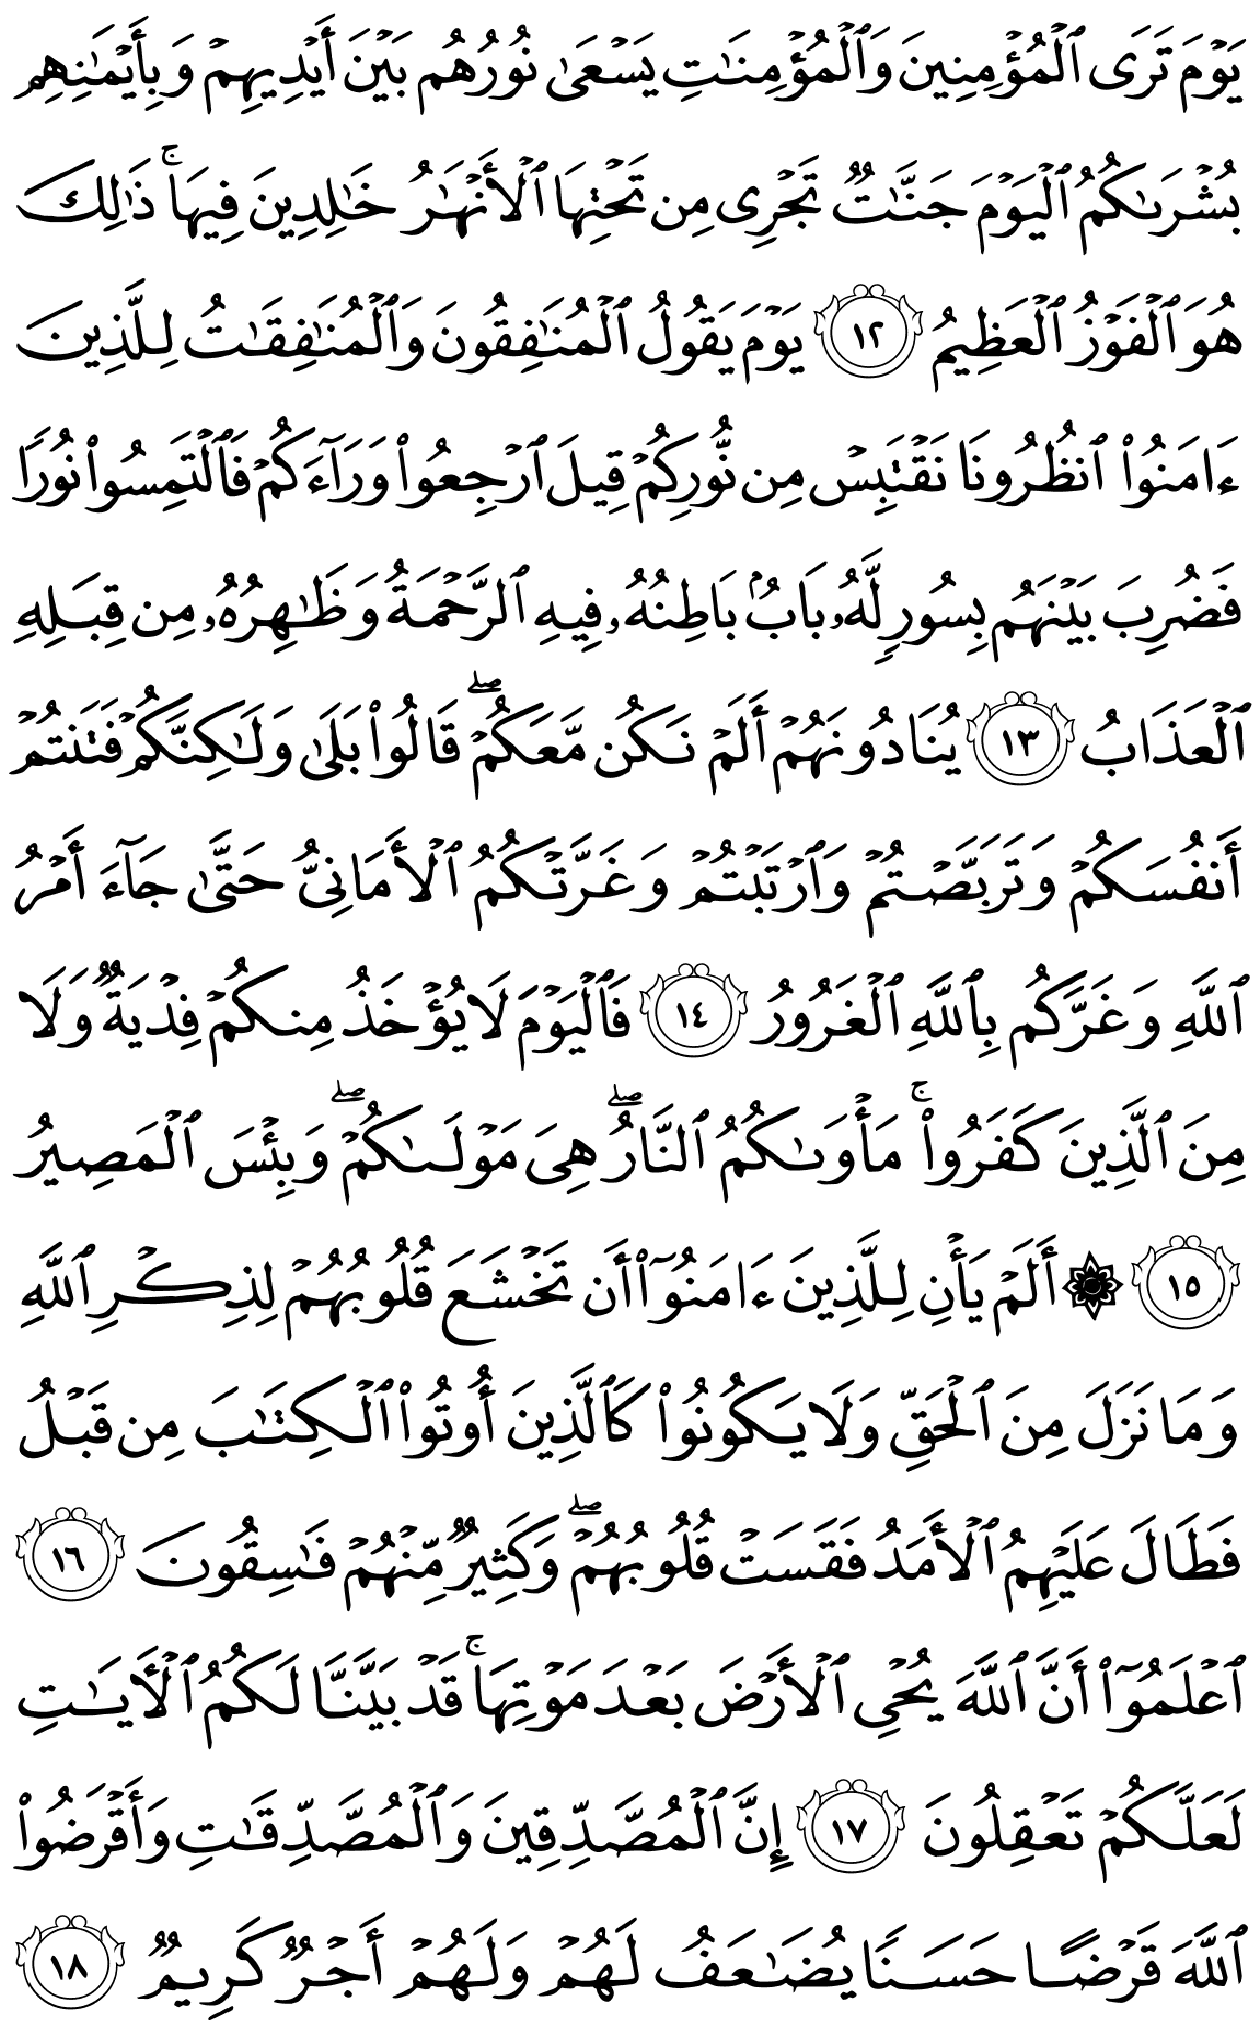 يَوْمَ تَرَى ٱلْمُؤْمِنِينَ وَٱلْمُؤْمِنَٰتِ يَسْعَىٰ نُورُهُم بَيْنَ أَيْدِيهِمْ وَبِأَيْمَٰنِهِم
بُشْرَىٰكُمُ ٱلْيَوْمَ جَنَّٰتٌ تَجْرِى مِن تَحْتِهَا ٱلْأَنْهَٰرُ خَٰلِدِينَ فِيهَا ۚ ذَٰلِكَ
هُوَ ٱلْفَوْزُ ٱلْعَظِيمُ ١٢ يَوْمَ يَقُولُ ٱلْمُنَٰفِقُونَ وَٱلْمُنَٰفِقَٰتُ لِلَّذِينَ
ءَامَنُوا۟ ٱنظُرُونَا نَقْتَبِسْ مِن نُّورِكُمْ قِيلَ ٱرْجِعُوا۟ وَرَآءَكُمْ فَٱلْتَمِسُوا۟ نُورًا
فَضُرِبَ بَيْنَهُم بِسُورٍ لَّهُۥ بَابٌۢ بَاطِنُهُۥ فِيهِ ٱلرَّحْمَةُ وَظَٰهِرُهُۥ مِن قِبَلِهِ
ٱلْعَذَابُ ١٣ يُنَادُونَهُمْ أَلَمْ نَكُن مَّعَكُمْ ۖ قَالُوا۟ بَلَىٰ وَلَٰكِنَّكُمْ فَتَنتُمْ
أَنفُسَكُمْ وَتَرَبَّصْتُمْ وَٱرْتَبْتُمْ وَغَرَّتْكُمُ ٱلْأَمَانِىُّ حَتَّىٰ جَآءَ أَمْرُ
ٱللَّهِ وَغَرَّكُم بِٱللَّهِ ٱلْغَرُورُ ١٤ فَٱلْيَوْمَ لَا يُؤْخَذُ مِنكُمْ فِدْيَةٌ وَلَا
مِنَ ٱلَّذِينَ كَفَرُوا۟ ۚ مَأْوَىٰكُمُ ٱلنَّارُ ۖ هِىَ مَوْلَىٰكُمْ ۖ وَبِئْسَ ٱلْمَصِيرُ
١٥ ۞ أَلَمْ يَأْنِ لِلَّذِينَ ءَامَنُوٓا۟ أَن تَخْشَعَ قُلُوبُهُمْ لِذِكْرِ ٱللَّهِ
وَمَا نَزَلَ مِنَ ٱلْحَقِّ وَلَا يَكُونُوا۟ كَٱلَّذِينَ أُوتُوا۟ ٱلْكِتَٰبَ مِن قَبْلُ
فَطَالَ عَلَيْهِمُ ٱلْأَمَدُ فَقَسَتْ قُلُوبُهُمْ ۖ وَكَثِيرٌ مِّنْهُمْ فَٰسِقُونَ ١٦
ٱعْلَمُوٓا۟ أَنَّ ٱللَّهَ يُحْىِ ٱلْأَرْضَ بَعْدَ مَوْتِهَا ۚ قَدْ بَيَّنَّا لَكُمُ ٱلْـَٔايَٰتِ
لَعَلَّكُمْ تَعْقِلُونَ ١٧ إِنَّ ٱلْمُصَّدِّقِينَ وَٱلْمُصَّدِّقَٰتِ وَأَقْرَضُوا۟
ٱللَّهَ قَرْضًا حَسَنًا يُضَٰعَفُ لَهُمْ وَلَهُمْ أَجْرٌ كَرِيمٌ ١٨